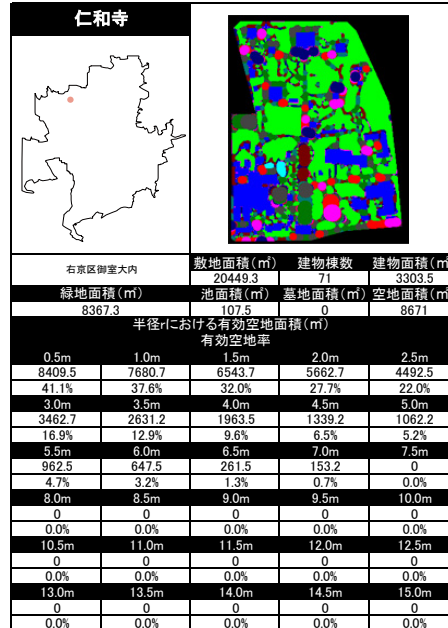 仁和寺
右京区御室大内
敷地面積(㎡) 建物棟数 建物面積(㎡)
20449.3 71 3303.5
緑地面積(㎡) 池面積(㎡) 墓地面積(㎡) 空地面積(㎡)
8367.3 107.5 0 8671
半径rにおける有効空地面積(㎡)
有効空地率
0.5m 1.0m 1.5m 2.0m 2.5m
8409.5 7680.7 6543.7 5662.7 4492.5
41.1% 37.6% 32.0% 27.7% 22.0%
3.0m 3.5m 4.0m 4.5m 5.0m
3462.7 2631.2 1963.5 1339.2 1062.2
16.9% 12.9% 9.6% 6.5% 5.2%
5.5m 6.0m 6.5m 7.0m 7.5m
962.5 647.5 261.5 153.2 0
4.7% 3.2% 1.3% 0.7% 0.0%
8.0m 8.5m 9.0m 9.5m 10.0m
0 0 0 0 0
0.0% 0.0% 0.0% 0.0% 0.0%
10.5m 11.0m 11.5m 12.0m 12.5m
0 0 0 0 0
0.0% 0.0% 0.0% 0.0% 0.0%
13.0m 13.5m 14.0m 14.5m 15.0m
0 0 0 0 0
0.0% 0.0% 0.0% 0.0% 0.0%